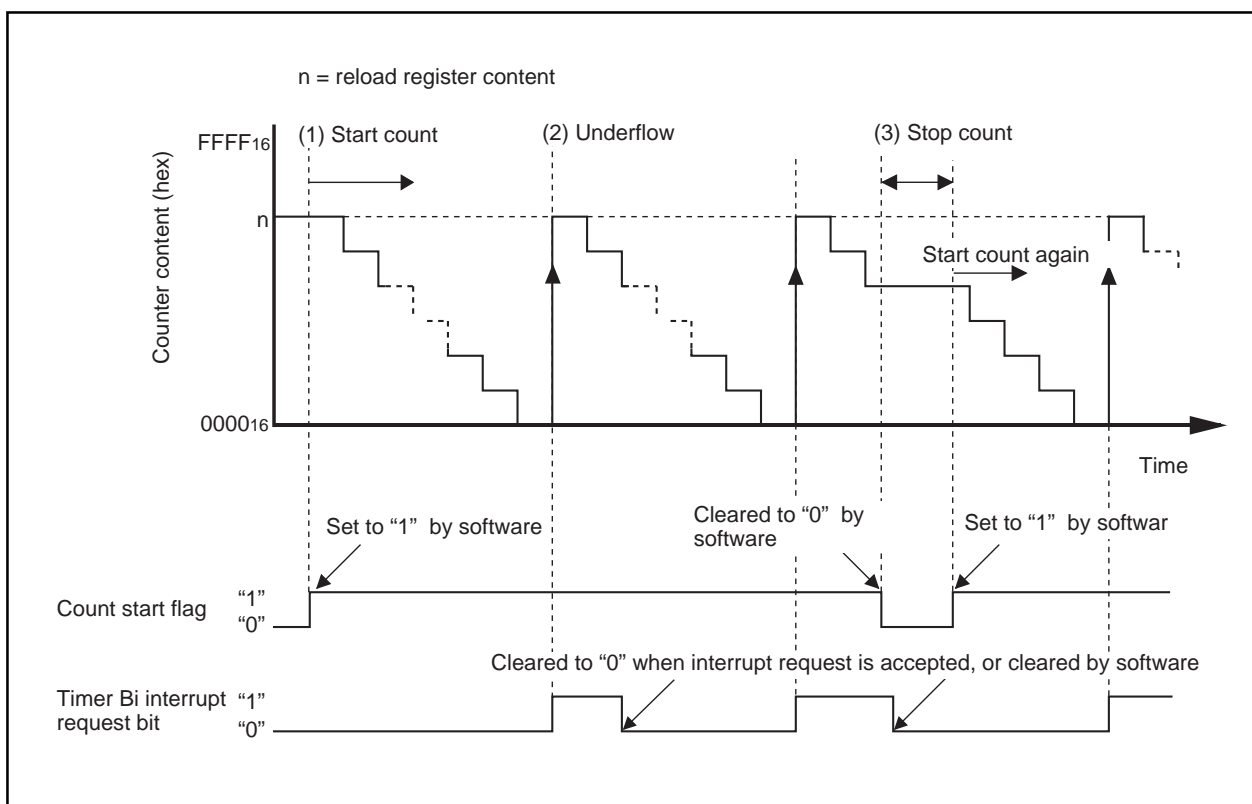 n = reload register content
(1) Start count
(2) Underflow
(3) Stop count
FFFF16
Counter content (hex)
n
Start count again
000016
Time
Set to “1” by software
Cleared to “0” by
software
Set to “1” by softwar
Count start flag
“1”
“0”
Cleared to “0” when interrupt request is accepted, or cleared by software
Timer Bi interrupt
request bit
“1”
“0”